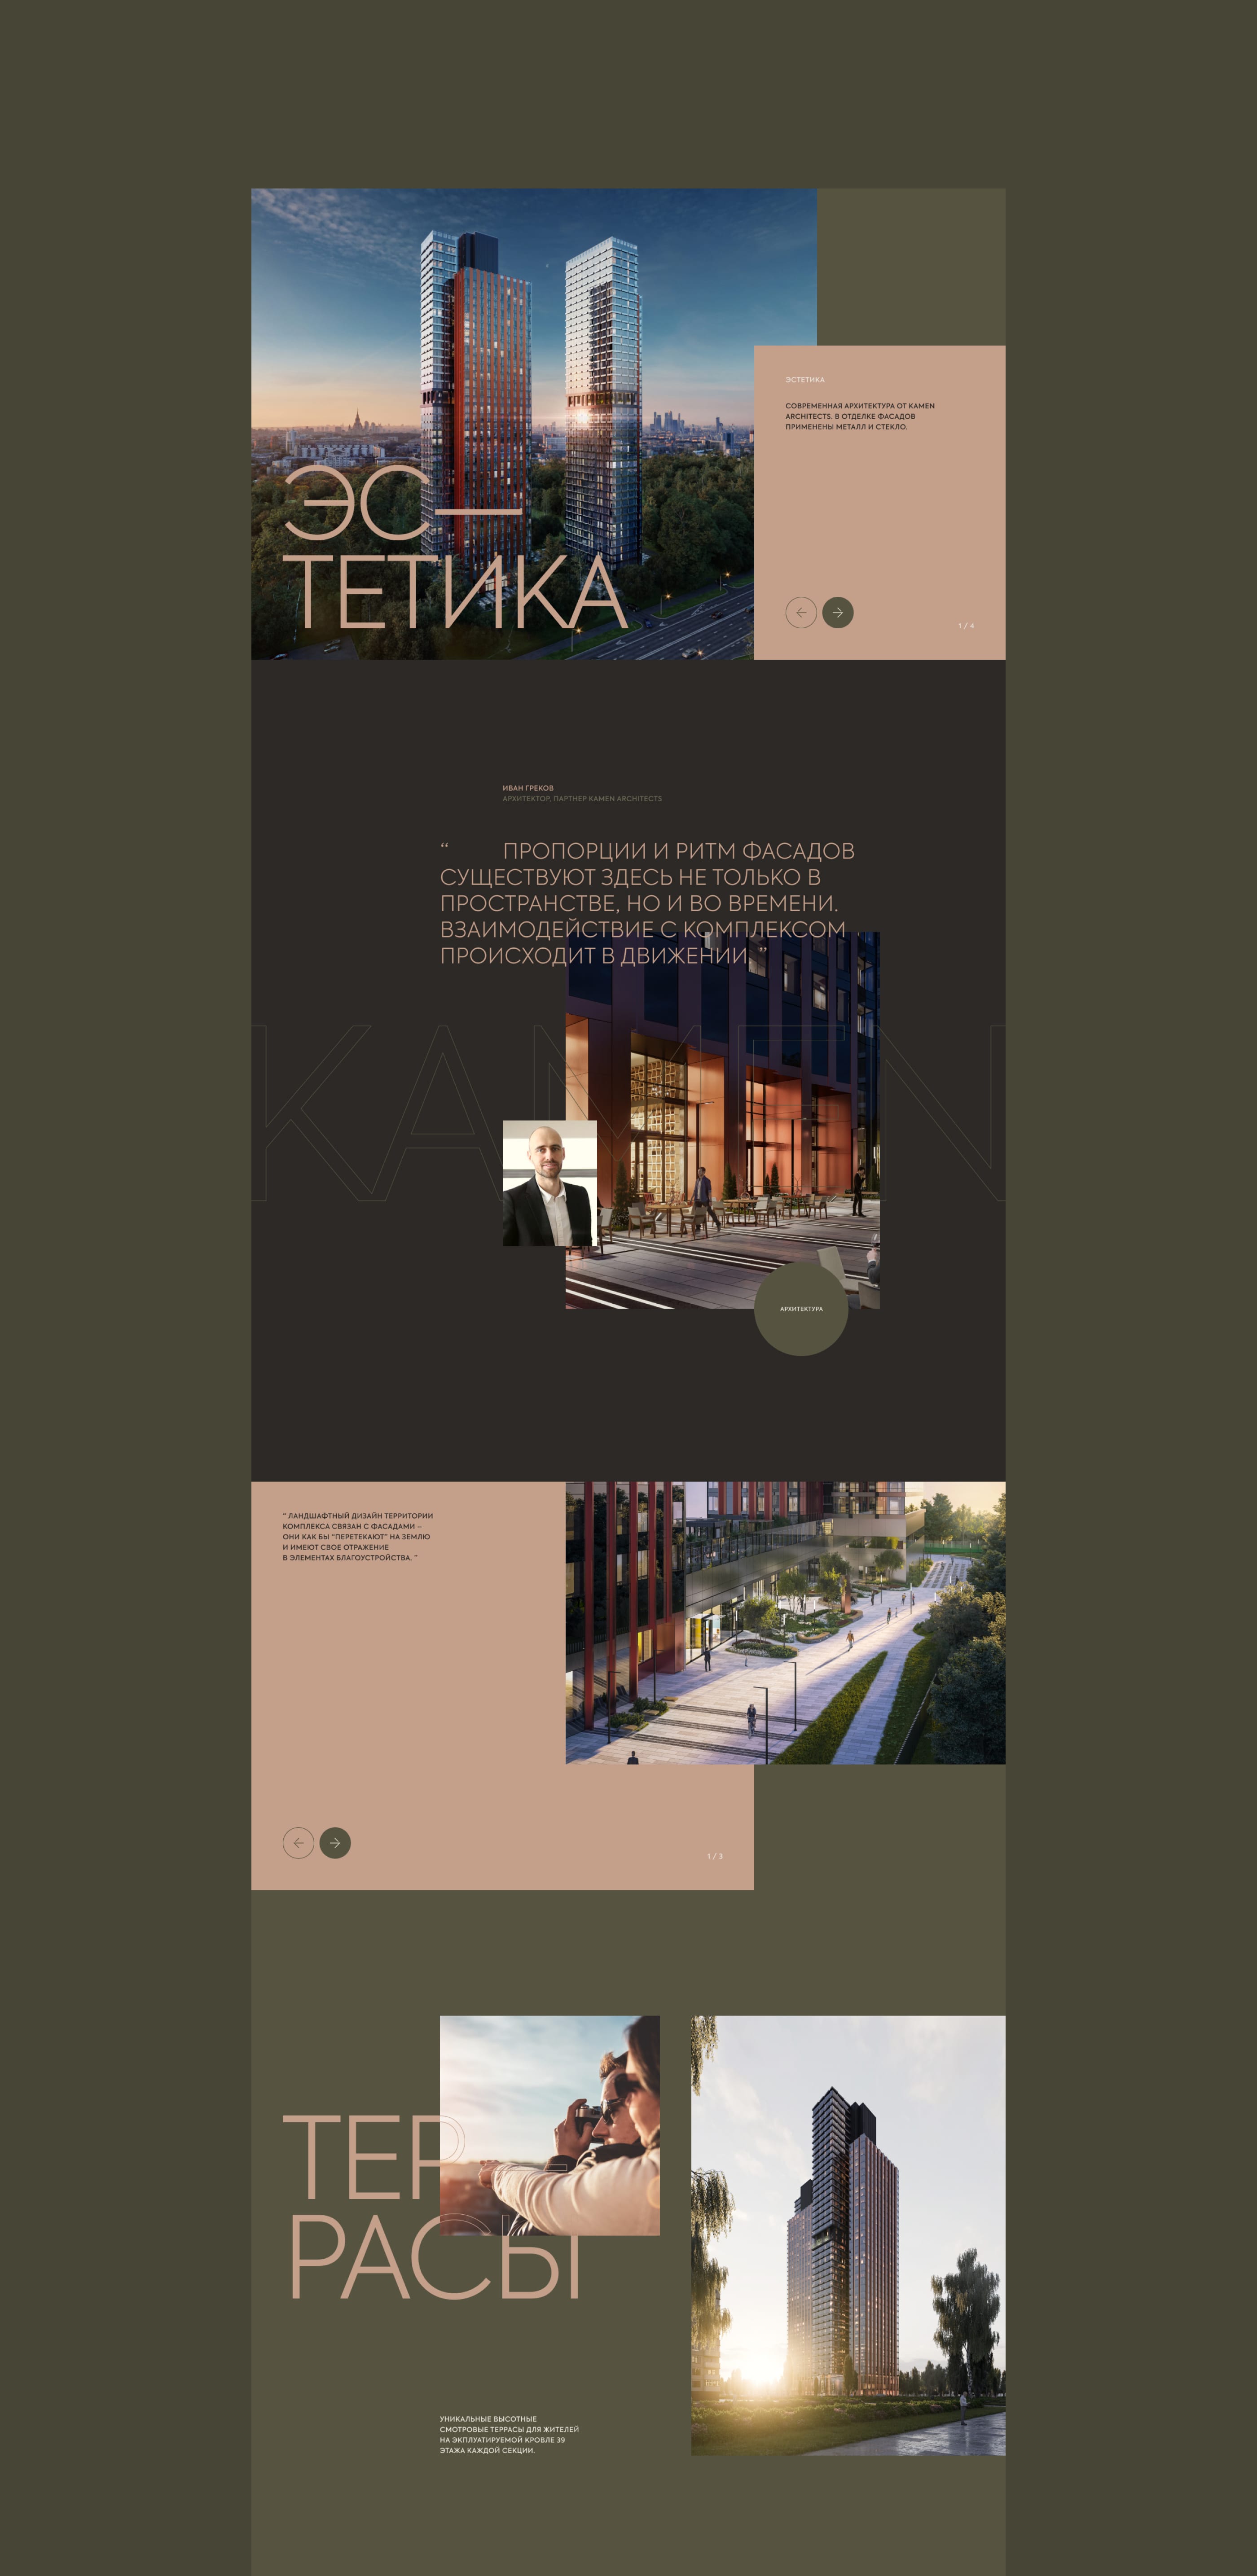 ЭС—
ТЕТИКА
ЭСТЕТИКА
СОВРЕМЕННАЯ АРХИТЕКТУРА ОТ KAMEN
ARCHITECTS. В ОТДЕЛКЕ ФАСАДОВ
ПРИМЕНЕНЫ МЕТАЛЛ И СТЕКЛО.
1 / 4
ИВАН ГРЕКОВ
АРХИТЕКТОР, ПАРТНЕР KAMEN ARCHITECTS
“ ПРОПОРЦИИ И РИТМ ФАСАДОВ
СУЩЕСТВУЮТ ЗДЕСЬ НЕ ТОЛЬКО В
ПРОСТРАНСТВЕ, НО И ВО ВРЕМЕНИ.
ВЗАИМОДЕЙСТВИЕ С КОМПЛЕКСОМ
ПРОИСХОДИТ В ДВИЖЕНИИ. ”
KAMEN
АРХИТЕКТУРА
" ЛАНДШАФТНЫЙ ДИЗАЙН ТЕРРИТОРИИ
КОМПЛЕКСА СВЯЗАН С ФАСАДАМИ –
ОНИ КАК БЫ "ПЕРЕТЕКАЮТ" НА ЗЕМЛЮ
И ИМЕЮТ СВОЕ ОТРАЖЕНИЕ
В ЭЛЕМЕНТАХ БЛАГОУСТРОЙСТВА. "
1 / 3
ТЕР—
РАСЫ
УНИКАЛЬНЫЕ ВЫСОТНЫЕ
СМОТРОВЫЕ ТЕРРАСЫ ДЛЯ ЖИТЕЛЕЙ
НА ЭКПЛУАТИРУЕМОЙ КРОВЛЕ 39
ЭТАЖА КАЖДОЙ СЕКЦИИ.